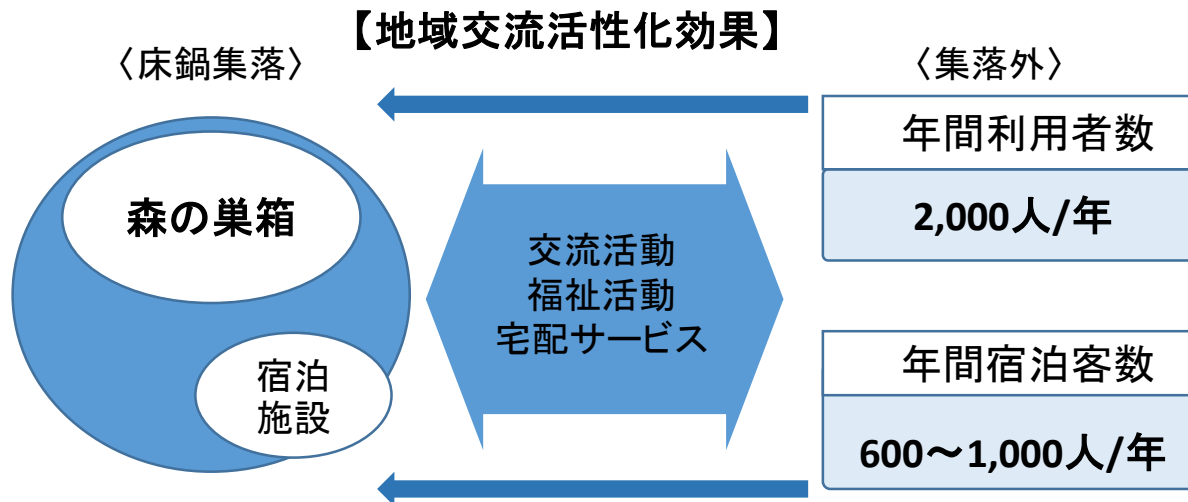 【地域交流活性化効果】
〈床鍋集落〉
〈集落外〉
森の巣箱
宿泊
施設
交流活動
福祉活動
宅配サービス
年間利用者数
2,000人/年
年間宿泊客数
600～1,000人/年